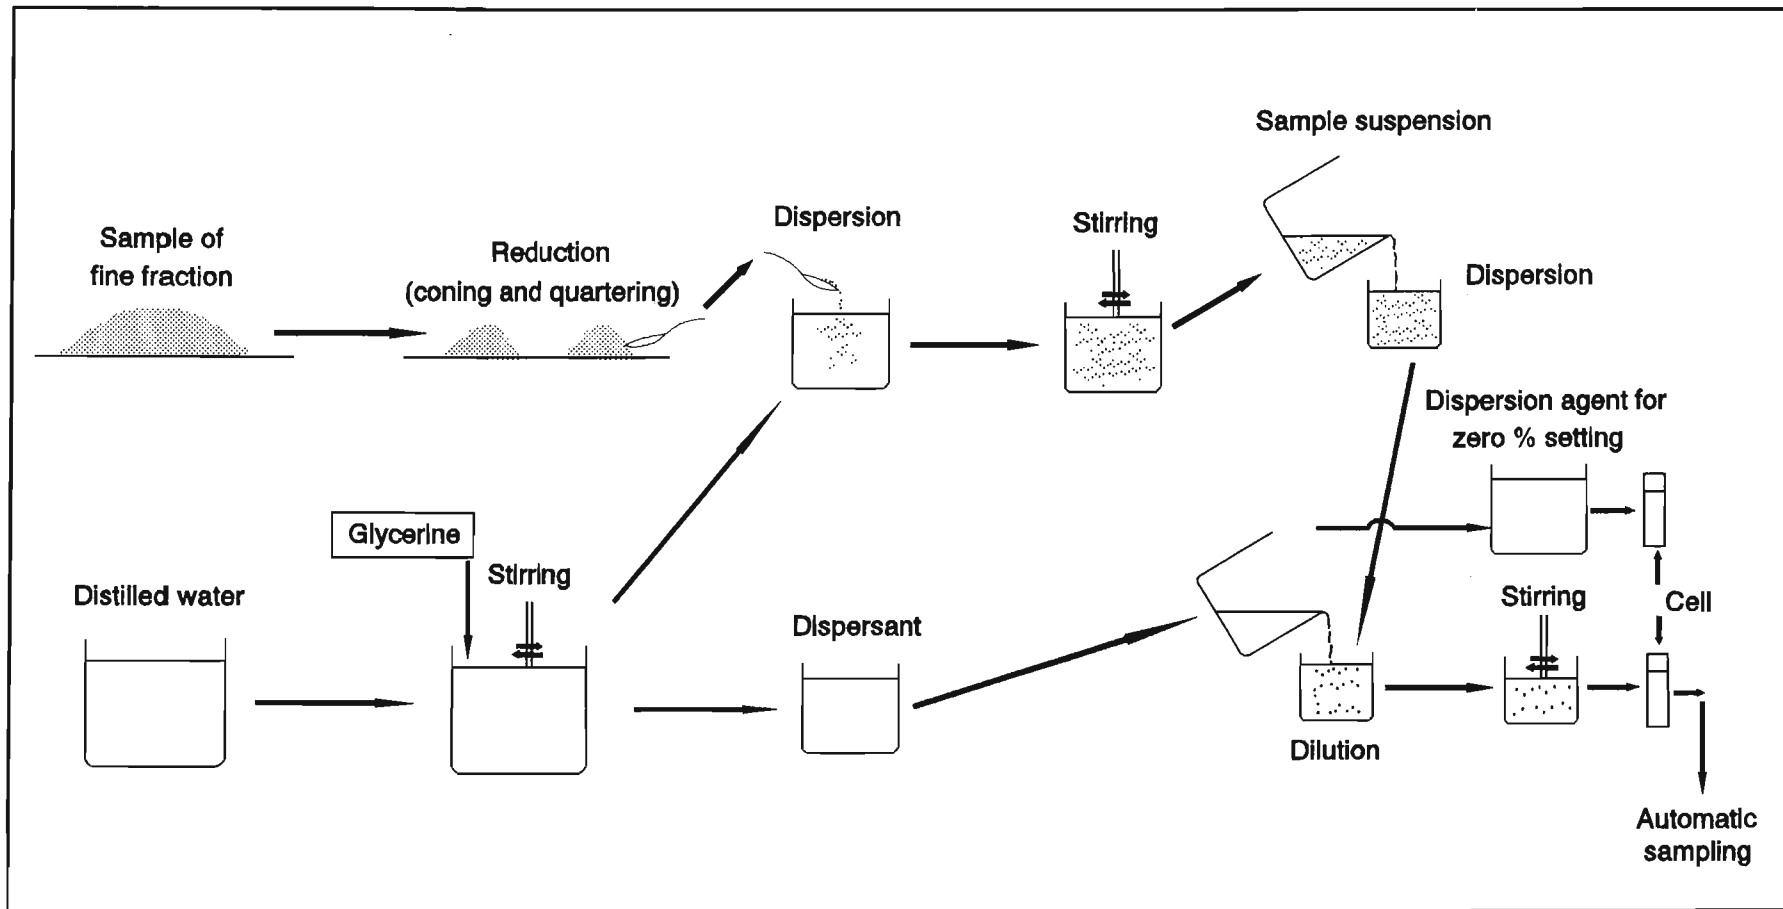 Sample suspension
Dispersion
Stirring
Sample of
fine fraction
Reduction
(coning and quartering)
Dispersion
Dispersion agent for
zero % setting
Glycerine
Stirring
Distilled water
Dispersant
Stirring
Cell
Dilution
Automatic
sampling